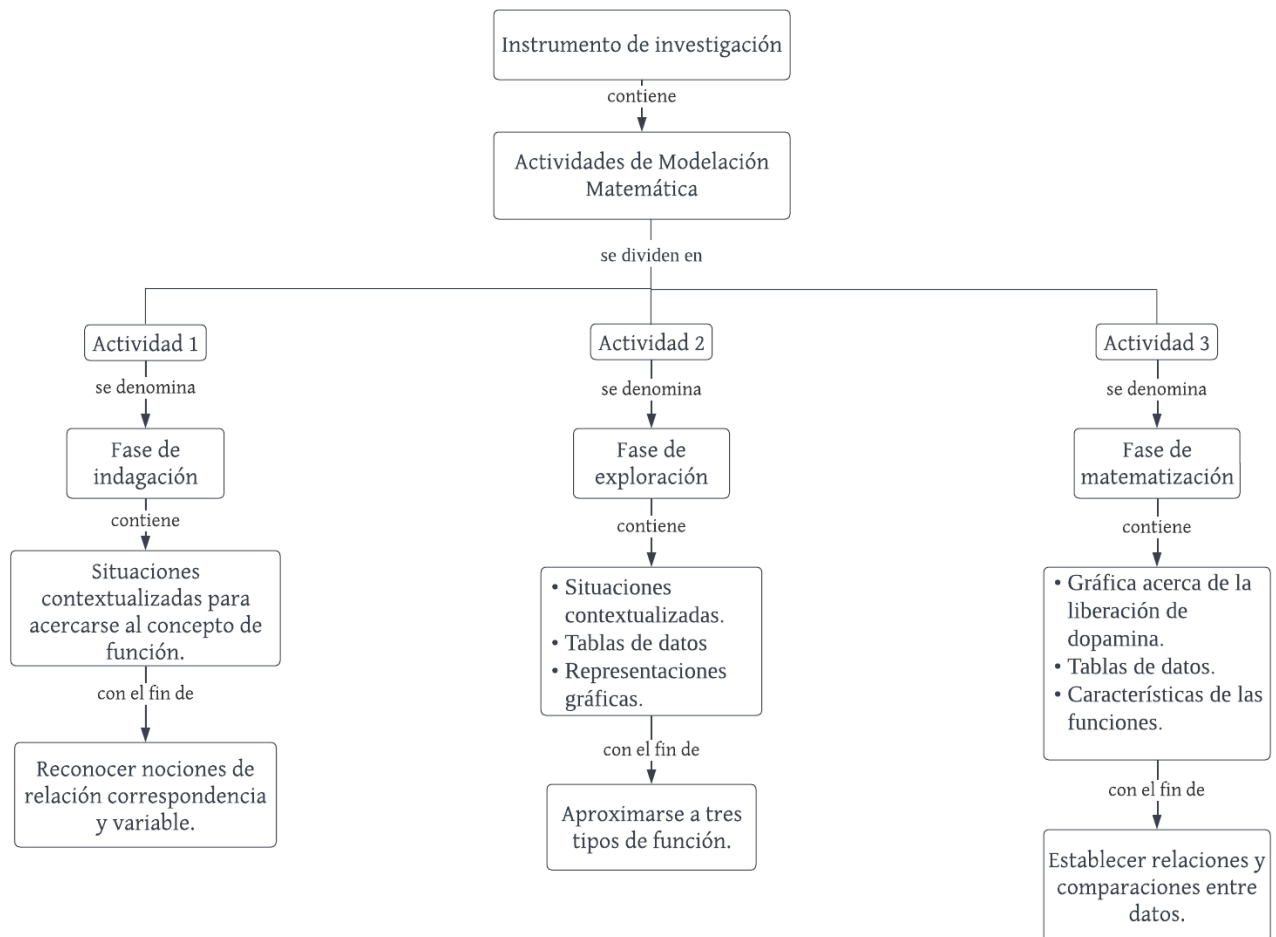 Instrumento de investigación
contiene
Actividades de Modelación
Matemática
se dividen en
Actividad 1
se denomina
Fase de
indagación
contiene
Situaciones
contextualizadas para
acercarse al concepto de
función.
con el fin de
Reconocer nociones de
relación correspondencia
y variable.
Actividad 2
se denomina
Fase de
exploración
contiene
• Situaciones
contextualizadas.
• Tablas de datos
• Representaciones
gráficas.
con el fin de
Aproximarse a tres
tipos de función.
Actividad 3
se denomina
Fase de
matematización
contiene
• Gráfica acerca de la
liberación de
dopamina.
• Tablas de datos.
• Característícas de las
funciones.
con el fin de
Establecer relaciones y
comparaciones entre
datos.